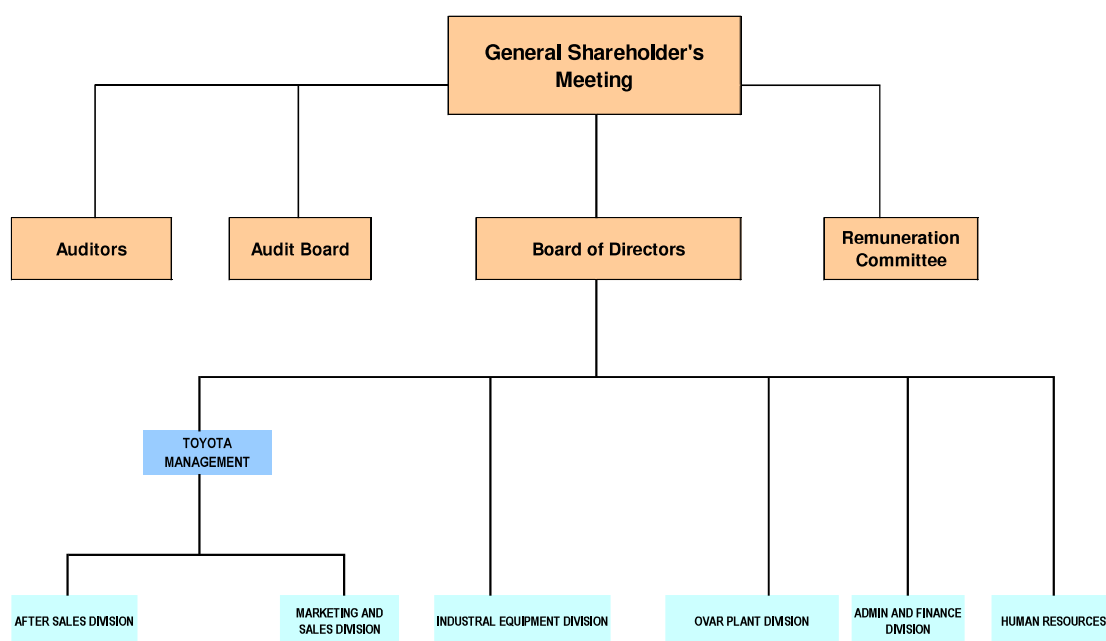 General Shareholder's
Meeting
Auditors
Audit Board
Board of Directors
Remuneration
Committee
TOYOTA
MANAGEMENT
AFTER SALES DIVISION
MARKETING AND
SALES DIVISION
INDUSTRAL EQUIPMENT DIVISION
OVAR PLANT DIVISION
ADMIN AND FINANCE
DIVISION
HUMAN RESOURCES